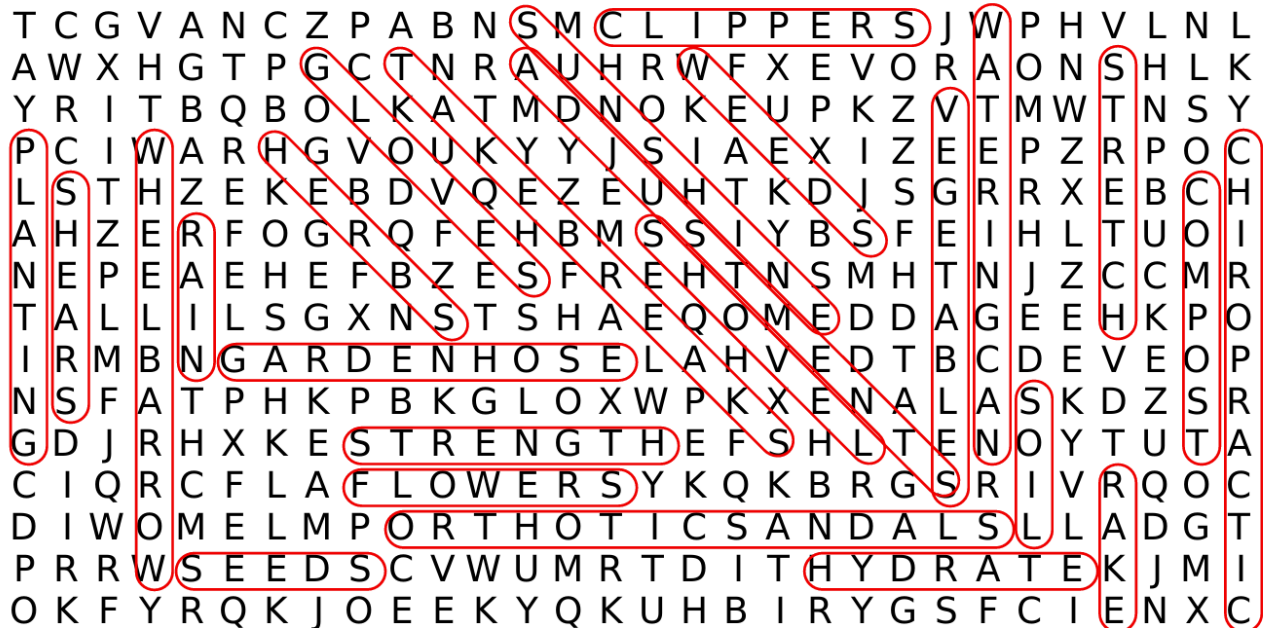 T C G V A N C Z P A B N S M C L I P P E R S J W P H V L N L
A W X H G T P G C T N R A U H R W F X E V O R A O N S H L K
Y R I T B Q B O L K A T M D N O K E U P K Z V T M W T N S Y
P C I W A R H G V O U K Y Y J S I A E X I Z E E P Z R P O C
L S T H Z E K E B D V Q E Z E U H T K D J S G R R X E B C H
A H Z E R F O G R Q F E H B M S S I Y B S F E I H L T U O I
N E P E A E H E F B Z E S F R E H T N S M H T N J Z C C M R
T A L L I L S G X N S T S H A E Q O M E D D A G E E H K P O
I R M B N G A R D E N H O S E L A H V E D T B C D E V E O P
N S F A T P H K P B K G L O X W P K X E N A L A S K D Z S R
G D J R H X K E S T R E N G T H E F S H L T E N O Y T U T A
C I Q R C F L A F L O W E R S Y K Q K B R G S R I V R Q O C
D I W O M E L M P O R T H O T I C S A N D A L S L L A D G T
P R R W S E E D S C V W U M R T D I T H Y D R A T E K J M I
O K F Y R Q K J O E E K Y Q K U H B I R Y G S F C I E N X C